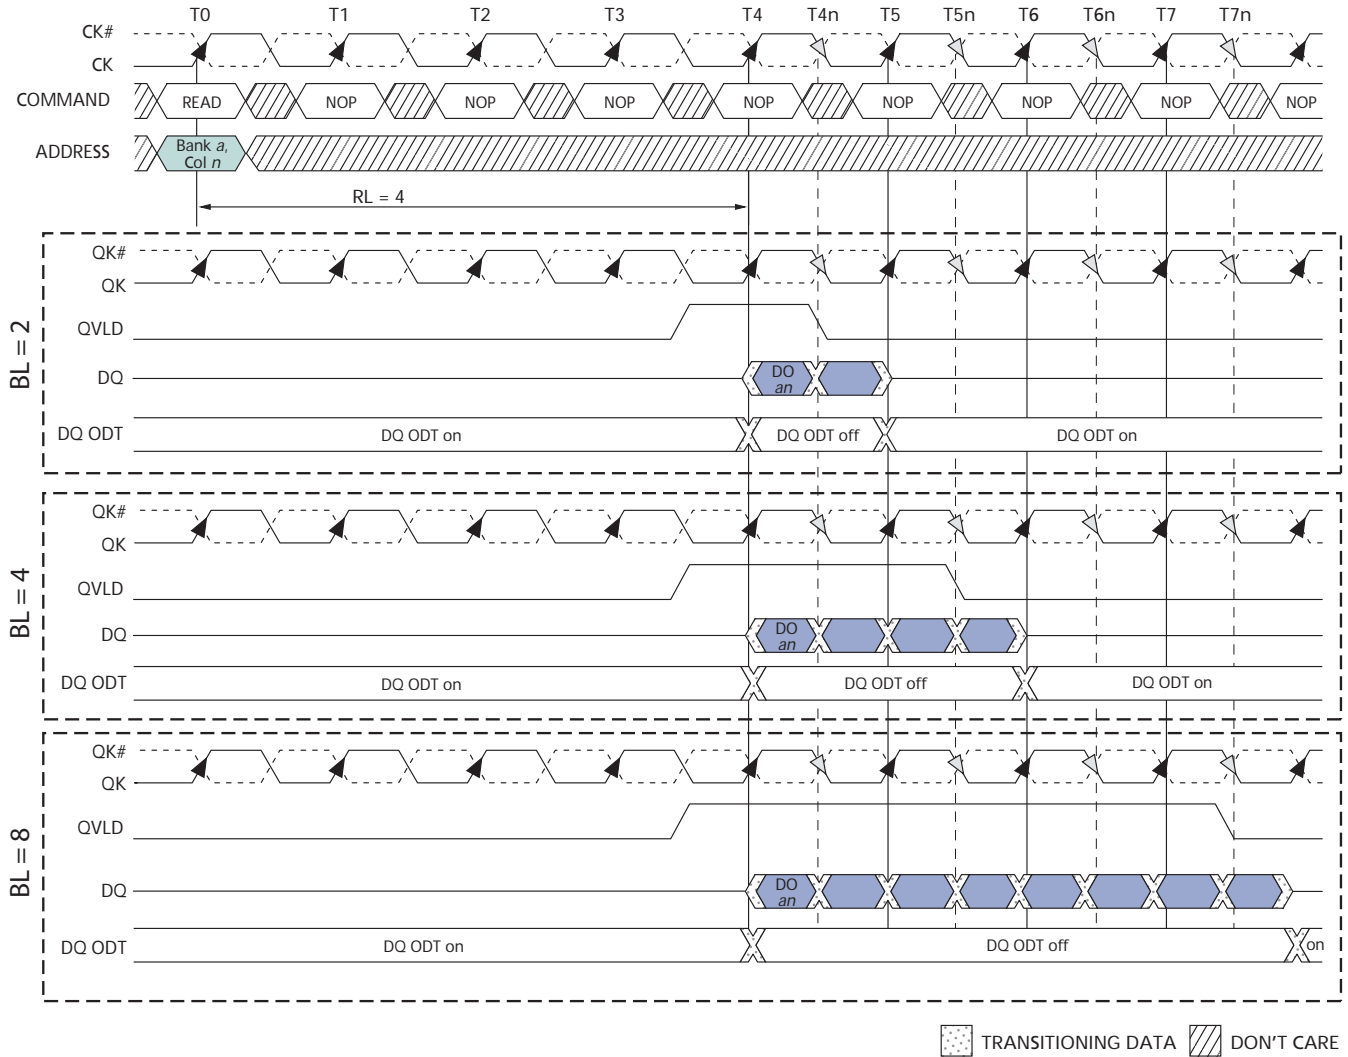 T0 T1 T2 T3 T4 T4n T5 T5n T6 T6n T7 T7n
CK#
CK
COMMAND READ NOP NOP NOP NOP NOP NOP NOP NOP
ADDRESS Bank a,
Col n
RL = 4
BL = 2
QK#
QK
QVLD
DQ DO
an
DQ ODT DQ ODT on DQ ODT off DQ ODT on
BL = 4
QK#
QK
QVLD
DQ DO
an
DQ ODT DQ ODT on DQ ODT off DQ ODT on
BL = 8
QK#
QK
QVLD
DQ DO
an
DQ ODT DQ ODT on DQ ODT off on
TRANSITIONING DATA DON'T CARE